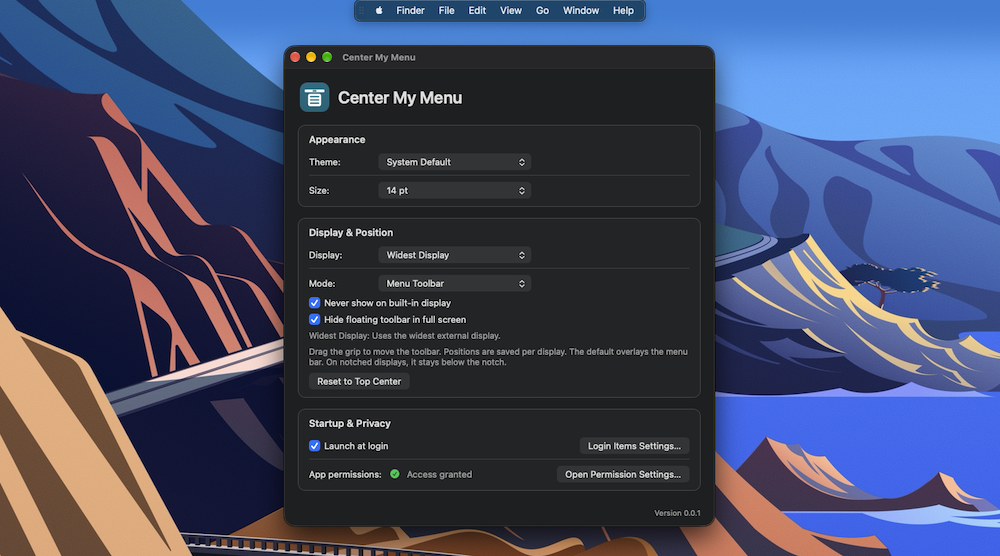 Finder File Edit View Go Window Help
Center My Menu
Center My Menu
Appearance
Theme: System Default
Size: 14 pt
Display & Position
Display: Widest Display
Mode: Menu Toolbar
Never show on built-in display
Hide floating toolbar in full screen
Widest Display: Uses the widest external display.
Drag the grip to move the toolbar. Positions are saved per display. The default overlays the menu
bar. On notched displays, it stays below the notch.
Reset to Top Center
Startup & Privacy
Launch at login Login Items Settings...
App permissions: Access granted Open Permission Settings...
Version 0.0.1